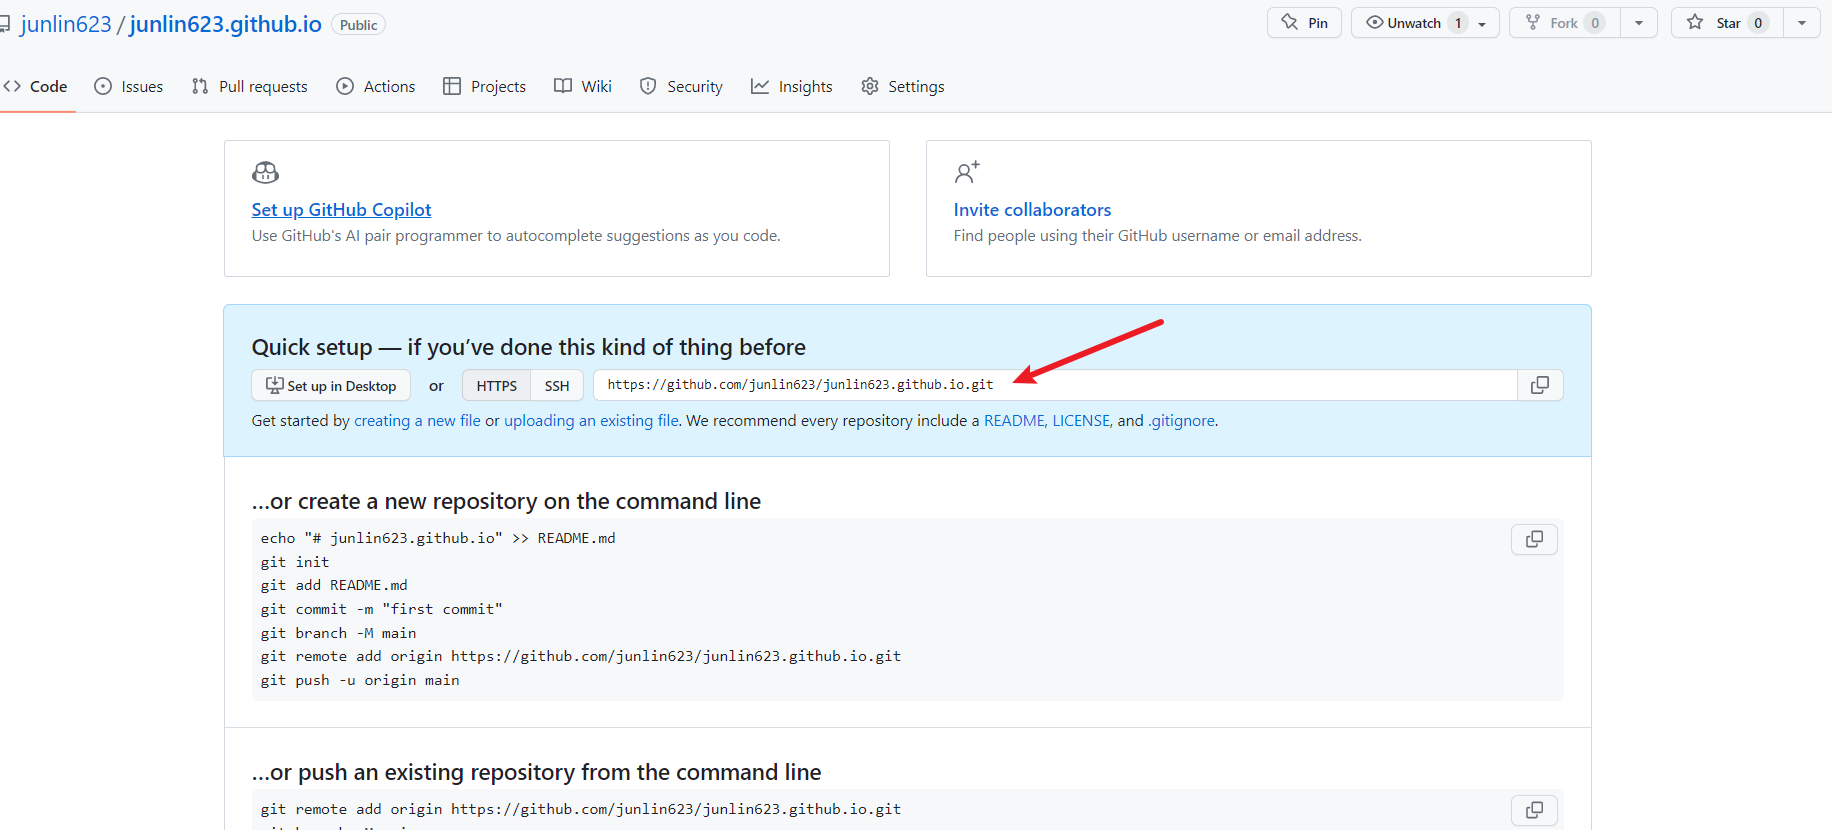 junlin623 / junlin623.github.io Public Pin Unwatch 1 Fork 0 Star 0
Code Issues Pull requests Actions Projects Wiki Security Insights Settings
Set up GitHub Copilot
Use GitHub's AI pair programmer to autocomplete suggestions as you code.
Invite collaborators
Find people using their GitHub username or email address.
Quick setup — if you’ve done this kind of thing before
Set up in Desktop or HTTPS SSH https://github.com/junlin623/junlin623.github.io.git
Get started by creating a new file or uploading an existing file. We recommend every repository include a README, LICENSE, and .gitignore.
…or create a new repository on the command line
echo "# junlin623.github.io" >> README.md
git init
git add README.md
git commit -m "first commit"
git branch -M main
git remote add origin https://github.com/junlin623/junlin623.github.io.git
git push -u origin main
…or push an existing repository from the command line
git remote add origin https://github.com/junlin623/junlin623.github.io.git